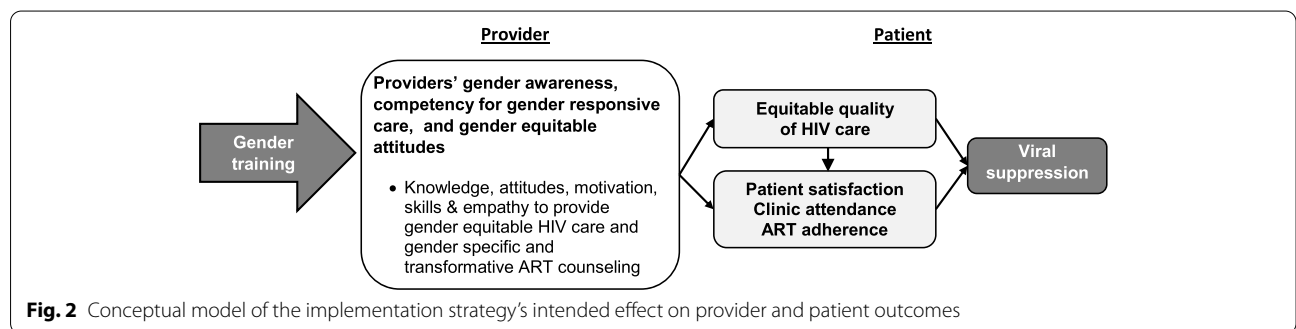 Provider
Patient
Gender
training
Providers' gender awareness,
competency for gender responsive
care, and gender equitable
attitudes
• Knowledge, attitudes, motivation,
skills & empathy to provide
gender equitable HIV care and
gender specific and
transformative ART counseling
Equitable quality
of HIV care
Patient satisfaction
Clinic attendance
ART adherence
Viral
suppression
Fig. 2 Conceptual model of the implementation strategy's intended effect on provider and patient outcomes